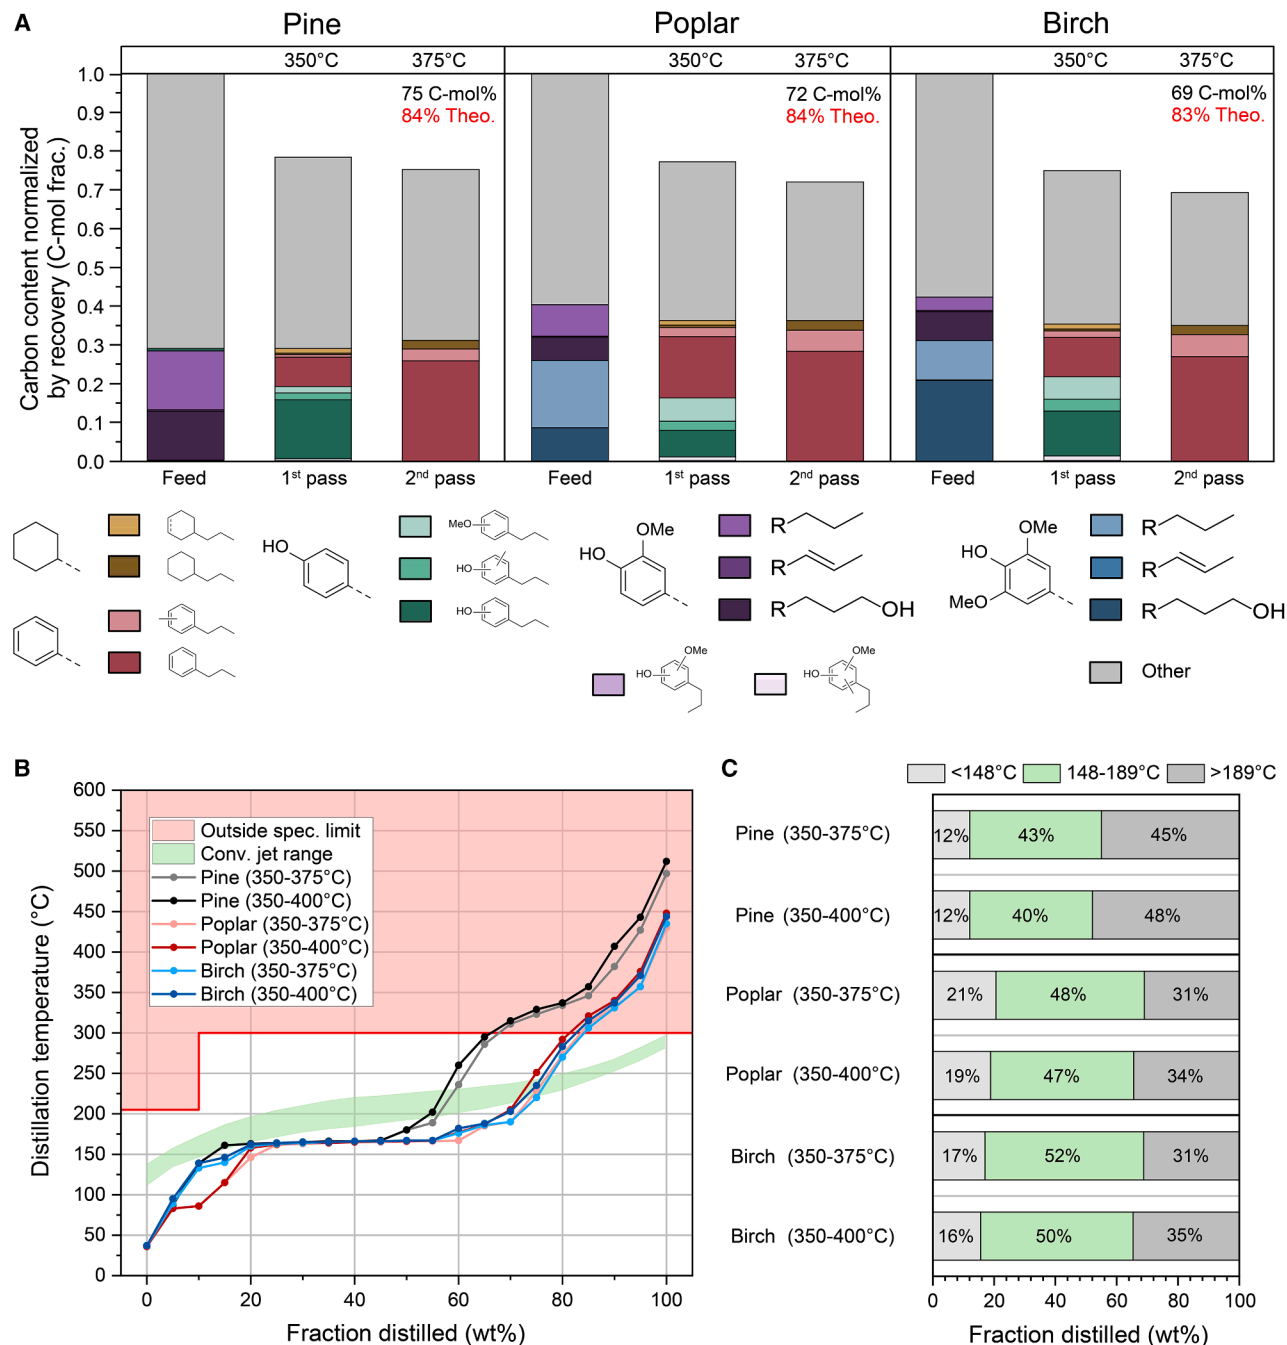 A
Pine
Poplar
Birch
350°C
375°C
350°C
375°C
350°C
375°C
75 C-mol%
84% Theo.
72 C-mol%
84% Theo.
69 C-mol%
83% Theo.
Carbon content normalized
by recovery (C-mol frac.)
1.0
0.9
0.8
0.7
0.6
0.5
0.4
0.3
0.2
0.1
0.0
Feed
1st pass
2nd pass
Feed
1st pass
2nd pass
Feed
1st pass
2nd pass
HO
MeO
HO
HO
OMe
HO
R
R
R
OH
OMe
HO
MeO
R
R
R
OH
OMe
HO
OMe
HO
Other
B
Distillation temperature (°C)
600
550
500
450
400
350
300
250
200
150
100
50
0
Outside spec. limit
Conv. jet range
Pine (350-375°C)
Pine (350-400°C)
Poplar (350-375°C)
Poplar (350-400°C)
Birch (350-375°C)
Birch (350-400°C)
0
20
40
60
80
100
Fraction distilled (wt%)
C
<148°C
148-189°C
>189°C
Pine (350-375°C)
12%
43%
45%
Pine (350-400°C)
12%
40%
48%
Poplar (350-375°C)
21%
48%
31%
Poplar (350-400°C)
19%
47%
34%
Birch (350-375°C)
17%
52%
31%
Birch (350-400°C)
16%
50%
35%
0
20
40
60
80
100
Fraction distilled (wt%)